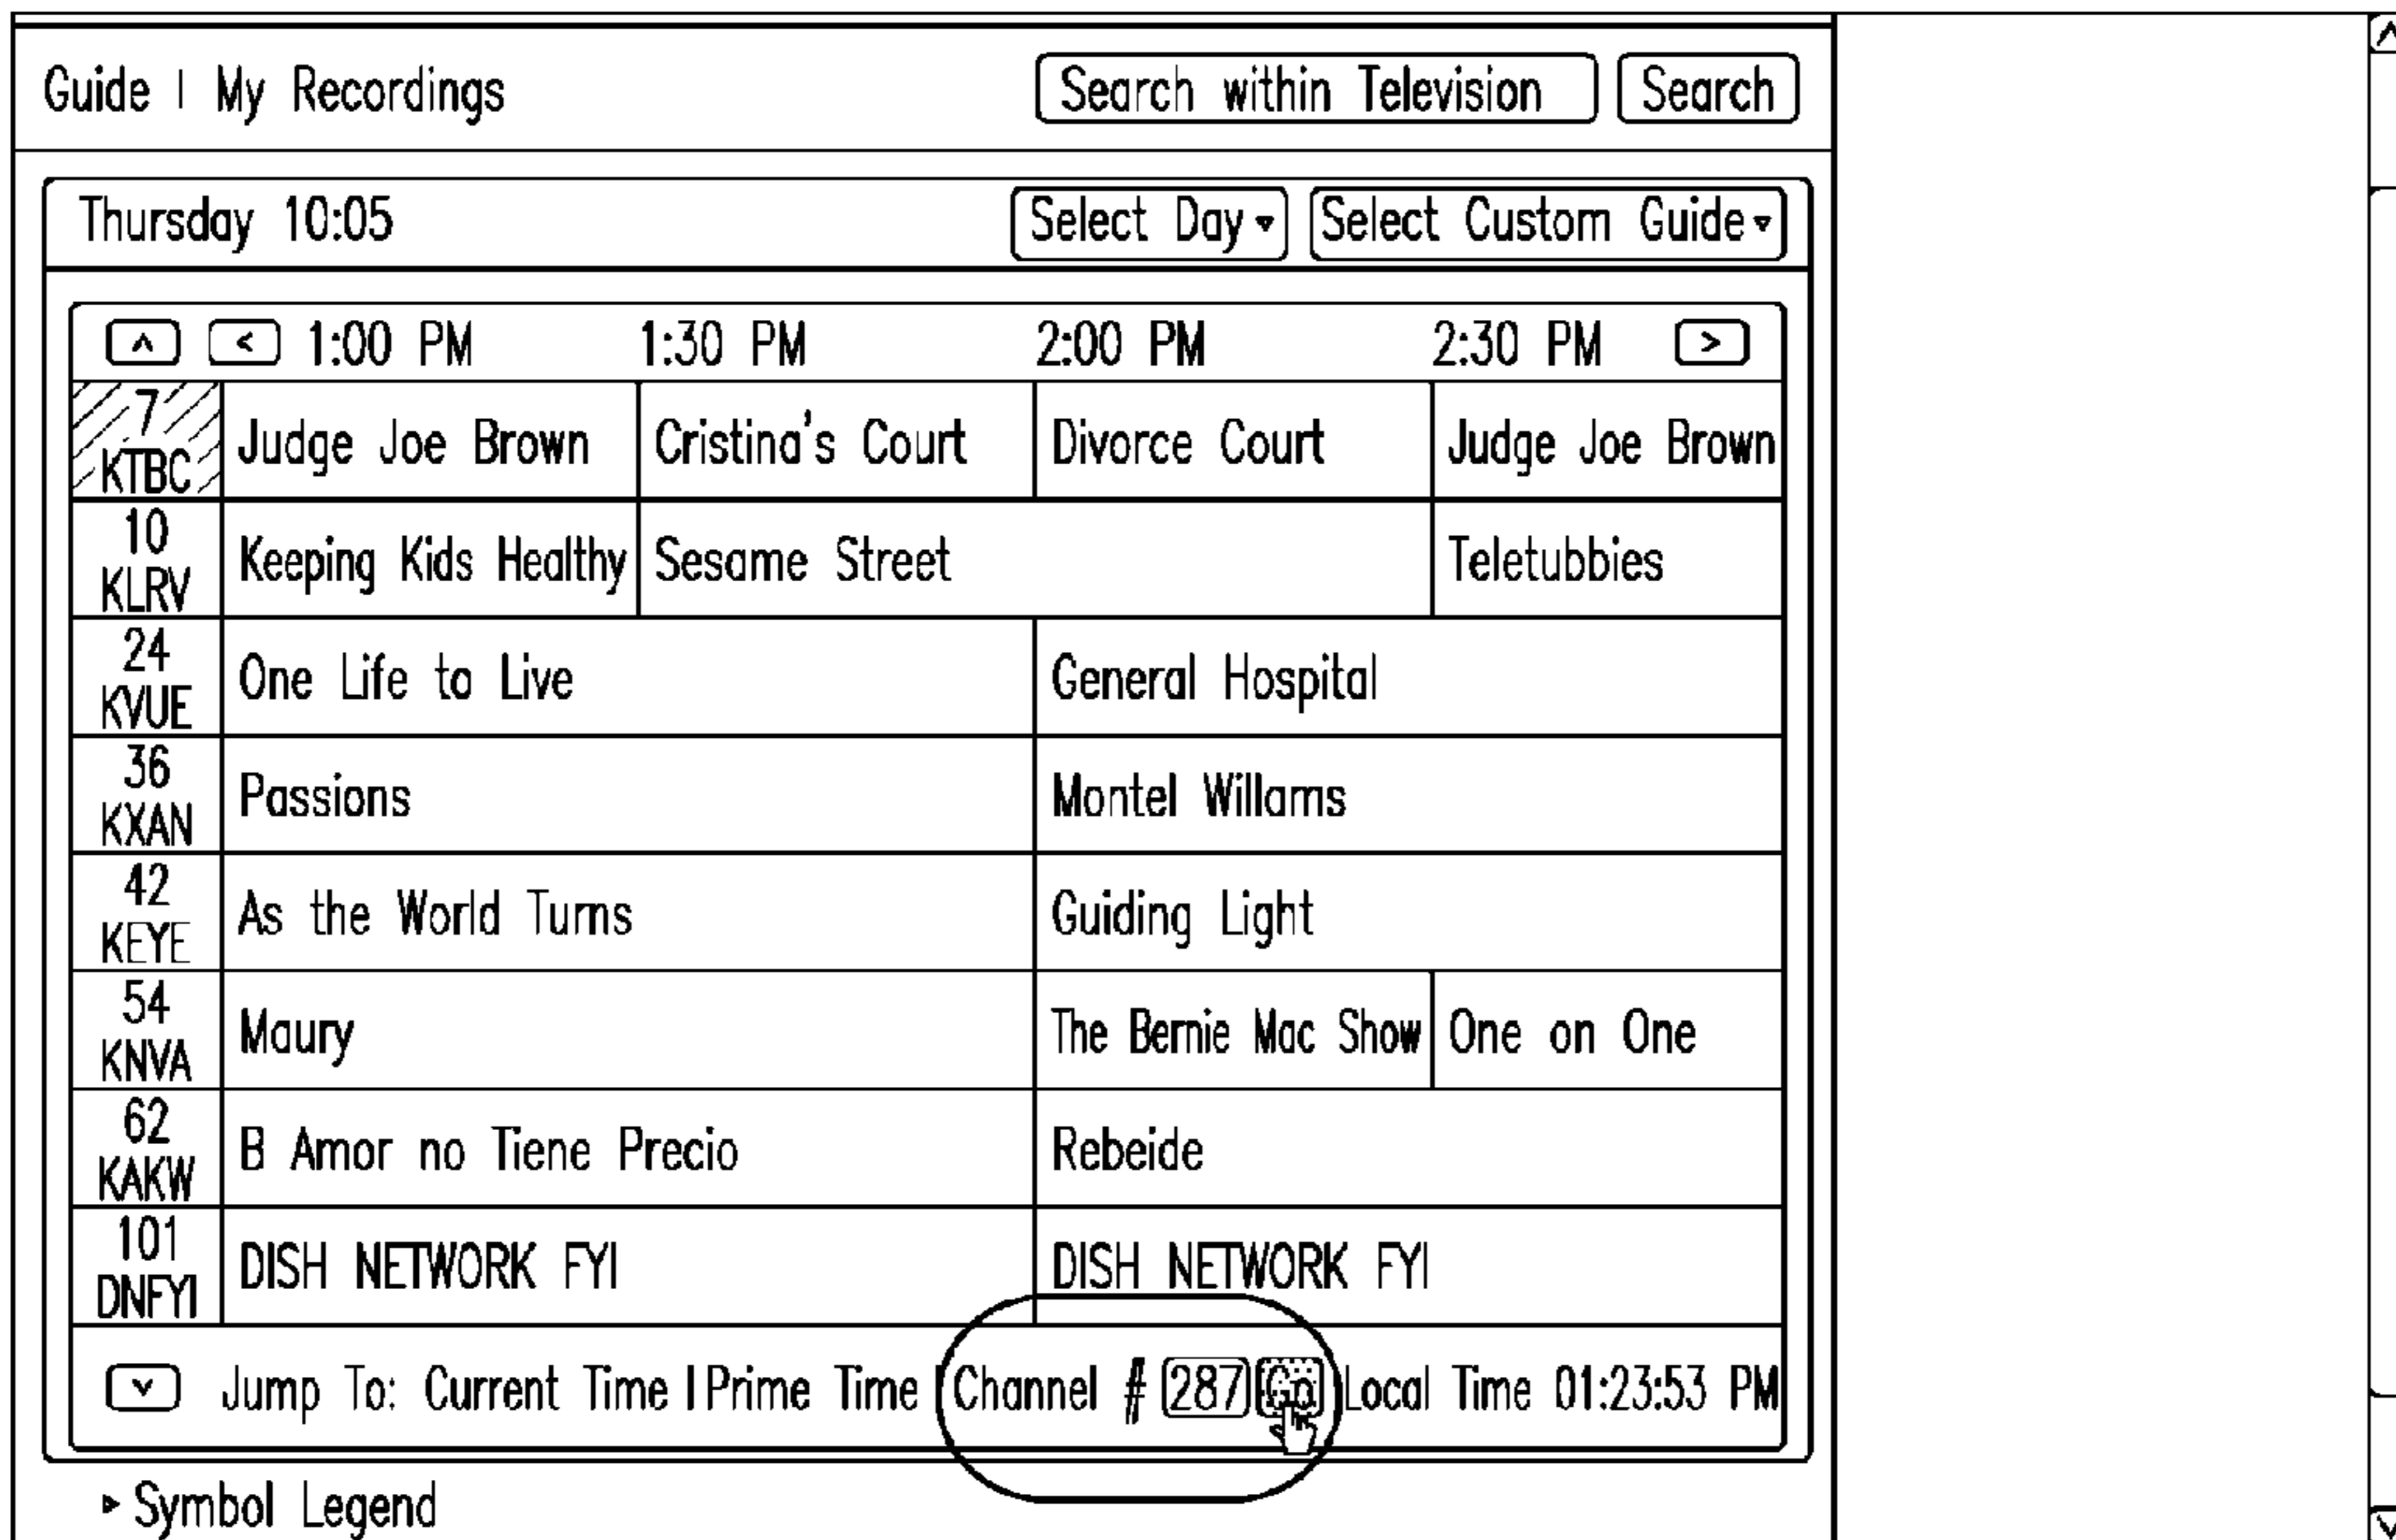 Guide | My Recordings Search within Television Search
Thursday 10:05 Select Day Select Custom Guide
1:00 PM 1:30 PM 2:00 PM 2:30 PM
7 KTBC Judge Joe Brown Cristina's Court Divorce Court Judge Joe Brown
10 KLRV Keeping Kids Healthy Sesame Street Teletubbies
24 KVUE One Life to Live General Hospital
36 KXAN Passions Montel Willams
42 KEYE As the World Turns Guiding Light
54 KNVA Maury The Bernie Mac Show One on One
62 KAKW B Amor no Tiene Precio Rebeide
101 DNFYI DISH NETWORK FYI DISH NETWORK FYI
Jump To: Current Time | Prime Time | Channel # 287 Go Local Time 01:23:53 PM
Symbol Legend